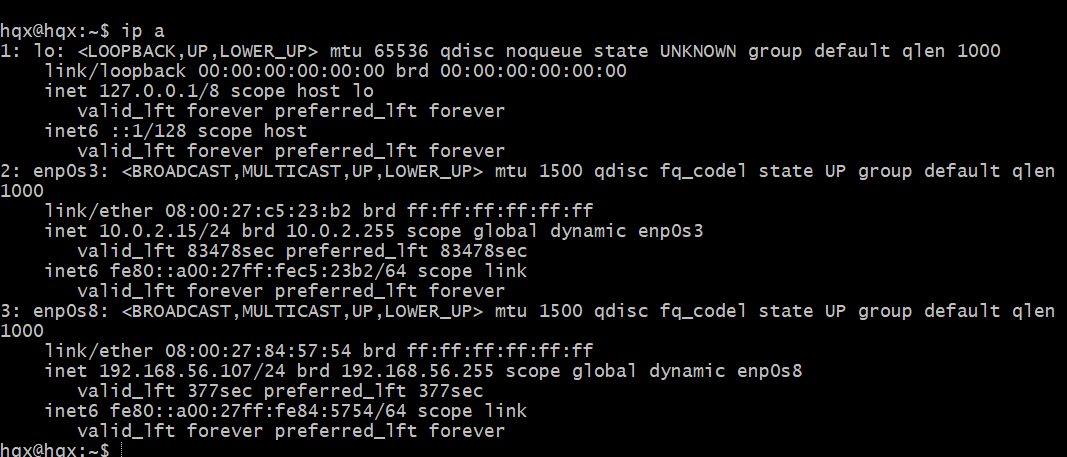 hqx@hqx:~$ ip a
1: lo: <LOOPBACK,UP,LOWER_UP> mtu 65536 qdisc noqueue state UNKNOWN group default qlen 1000
    link/loopback 00:00:00:00:00:00 brd 00:00:00:00:00:00
    inet 127.0.0.1/8 scope host lo
       valid_lft forever preferred_lft forever
    inet6 ::1/128 scope host
       valid_lft forever preferred_lft forever
2: enp0s3: <BROADCAST,MULTICAST,UP,LOWER_UP> mtu 1500 qdisc fq_codel state UP group default qlen
1000
    link/ether 08:00:27:c5:23:b2 brd ff:ff:ff:ff:ff:ff
    inet 10.0.2.15/24 brd 10.0.2.255 scope global dynamic enp0s3
       valid_lft 83478sec preferred_lft 83478sec
    inet6 fe80::a00:27ff:fec5:23b2/64 scope link
       valid_lft forever preferred_lft forever
3: enp0s8: <BROADCAST,MULTICAST,UP,LOWER_UP> mtu 1500 qdisc fq_codel state UP group default qlen
1000
    link/ether 08:00:27:84:57:54 brd ff:ff:ff:ff:ff:ff
    inet 192.168.56.107/24 brd 192.168.56.255 scope global dynamic enp0s8
       valid_lft 377sec preferred_lft 377sec
    inet6 fe80::a00:27ff:fe84:5754/64 scope link
       valid_lft forever preferred_lft forever
hqx@hqx:~$